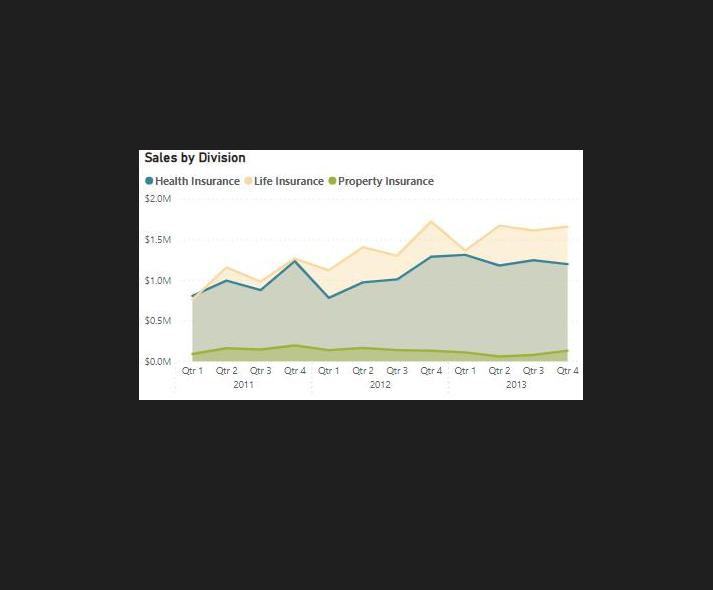 Sales by Division
Health Insurance Life Insurance Property Insurance
$2.0M
$1.5M
$1.0M
$0.5M
$0.0M
Qtr 1 Qtr 2 Qtr 3 Qtr 4 Qtr 1 Qtr 2 Qtr 3 Qtr 4 Qtr 1 Qtr 2 Qtr 3 Qtr 4
2011 2012 2013